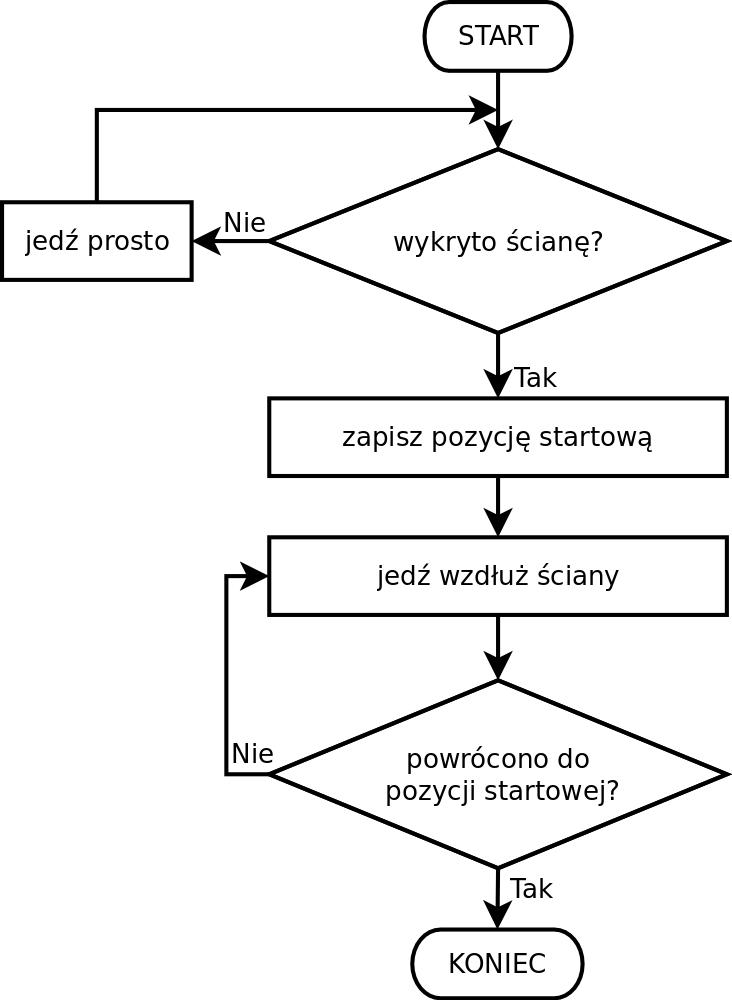 START
wykryto ścianę?
Nie
jedź prosto
Tak
zapisz pozycję startową
jedź wzdłuż ściany
powrócono do
pozycji startowej?
Nie
Tak
KONIEC